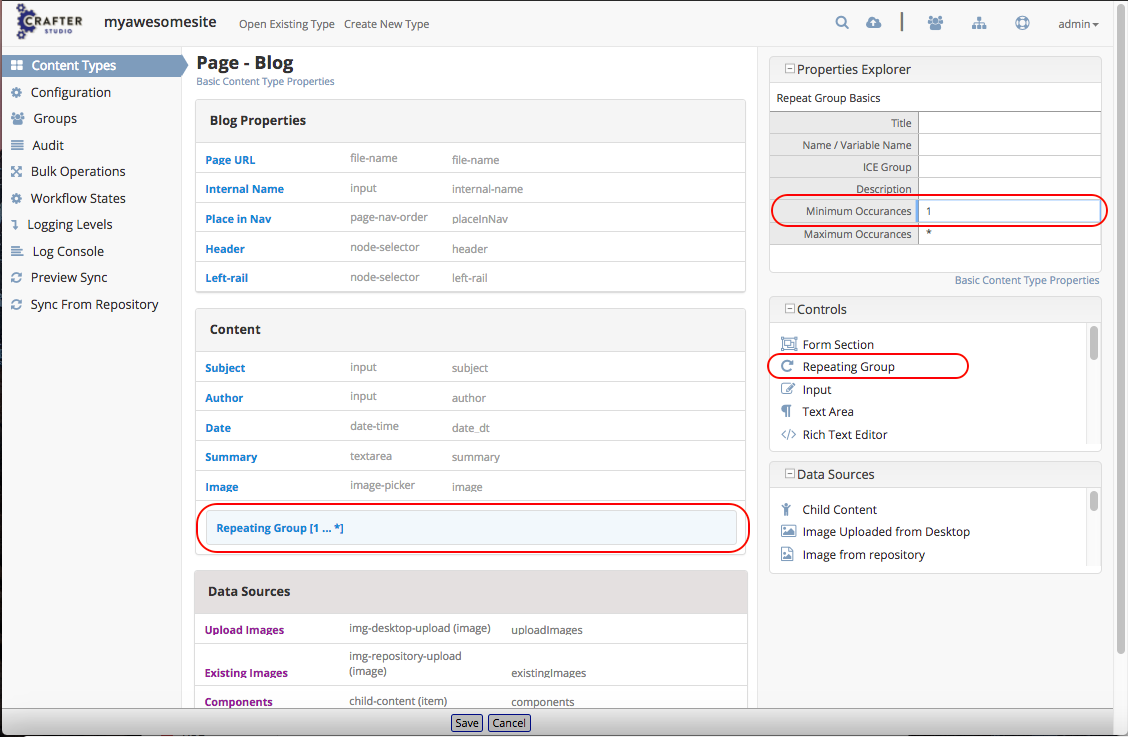 CRAFTER
STUDIO
myawesomesite
Open Existing Type
Create New Type
admin
Content Types
Configuration
Groups
Audit
Bulk Operations
Workflow States
Logging Levels
Log Console
Preview Sync
Sync From Repository
Page - Blog
Basic Content Type Properties
Blog Properties
Page URL file-name file-name
Internal Name input internal-name
Place in Nav page-nav-order placeInNav
Header node-selector header
Left-rail node-selector left-rail
Content
Subject input subject
Author input author
Date date-time date_dt
Summary textarea summary
Image image-picker image
Repeating Group [1 ... *]
Data Sources
Upload Images img-desktop-upload (image) uploadImages
img-repository-upload
Existing Images (image) existingImages
Components child-content (item) components
Properties Explorer
Repeat Group Basics
Title
Name / Variable Name
ICE Group
Description
Minimum Occurances 1
Maximum Occurances *
Basic Content Type Properties
Controls
Form Section
Repeating Group
Input
Text Area
Rich Text Editor
Data Sources
Child Content
Image Uploaded from Desktop
Image from repository
Save Cancel